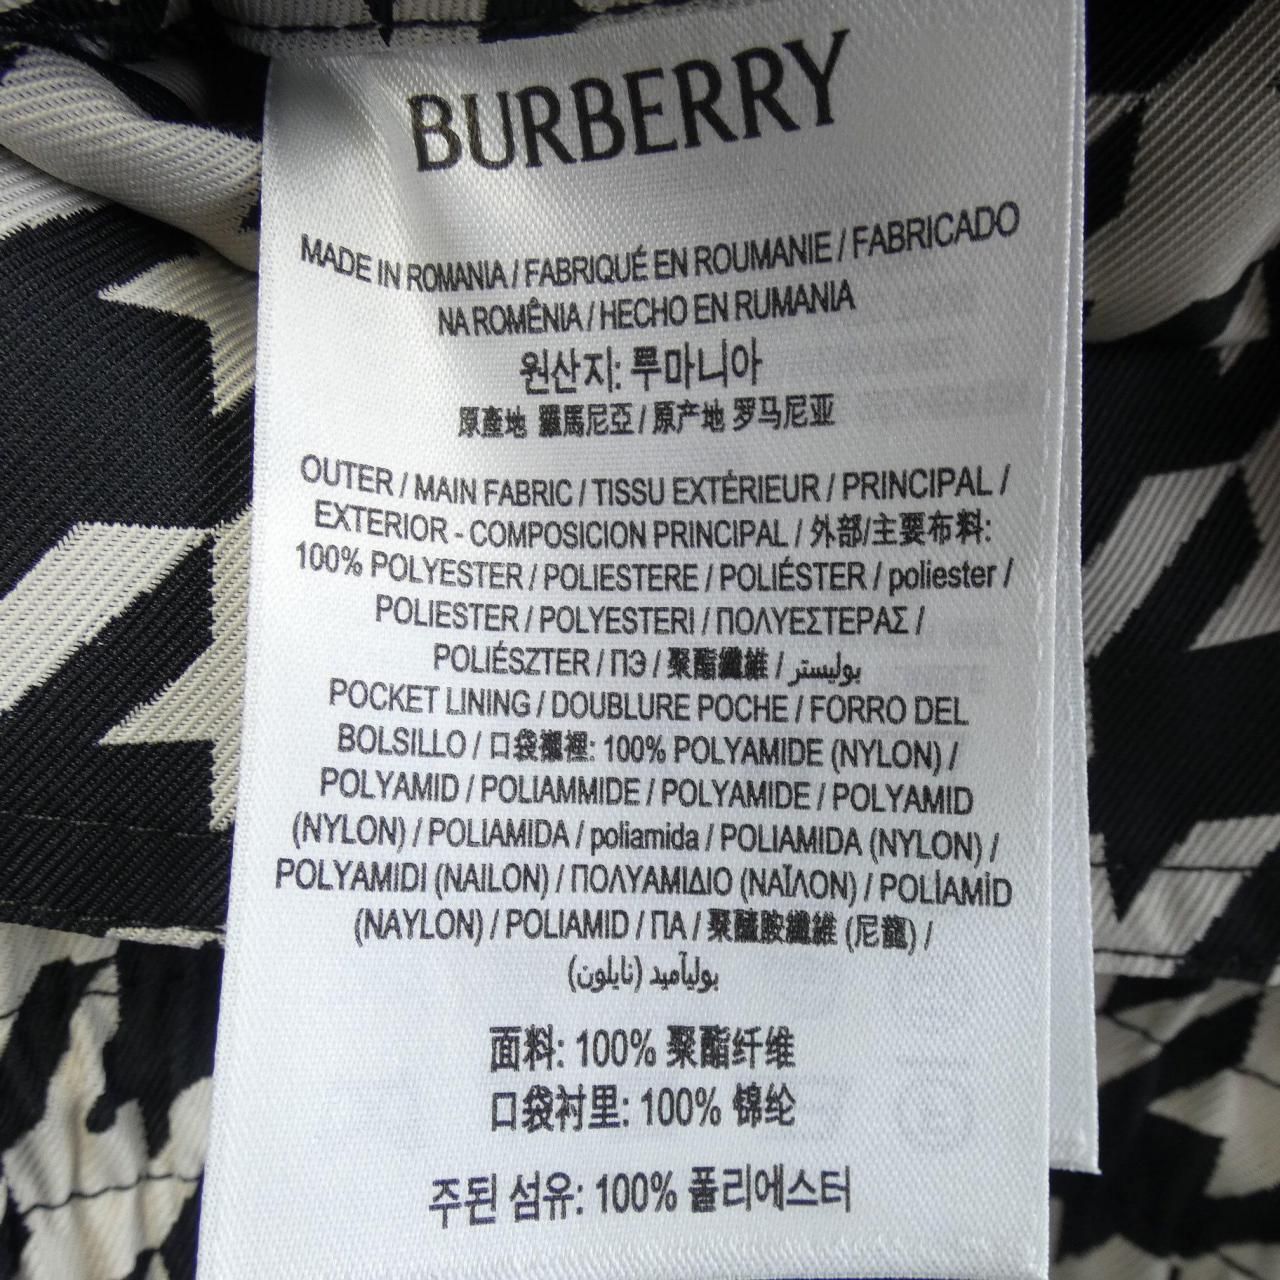 BURBERRY
MADE IN ROMANIA / FABRIQUÉ EN ROUMANIE / FABRICADO
NA ROMÊNIA / HECHO EN RUMANIA
원산지: 루마니아
原產地 羅馬尼亞 / 原产地 罗马尼亚
OUTER / MAIN FABRIC / TISSU EXTÉRIEUR / PRINCIPAL /
EXTERIOR - COMPOSICION PRINCIPAL / 外部/主要布料:
100% POLYESTER / POLIESTERE / POLIÉSTER / poliester /
POLIESTER / POLYESTERI / ΠΟΛΥΕΣΤΕΡΑΣ /
POLIÉSZTER / ПЭ / 聚酯纖維 / بوليستر
POCKET LINING / DOUBLURE POCHE / FORRO DEL
BOLSILLO / 口袋襯裡: 100% POLYAMIDE (NYLON) /
POLYAMID / POLIAMMIDE / POLYAMIDE / POLYAMID
(NYLON) / POLIAMIDA / poliamida / POLIAMIDA (NYLON) /
POLYAMIDI (NAILON) / ΠΟΛΥΑΜΙΔΙΟ (ΝΑΪΛΟΝ) / POLİAMİD
(NAYLON) / POLIAMID / ПА / 聚醯胺纖維 (尼龍) /
بولياميد (نايلون)
面料: 100% 聚酯纤维
口袋衬里: 100% 锦纶
주된 섬유: 100% 폴리에스터